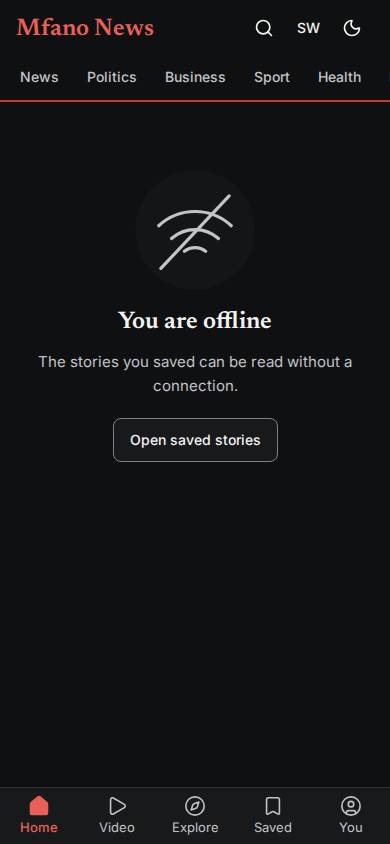 Mfano News
SW
News Politics Business Sport Health
You are offline
The stories you saved can be read without a
connection.
Open saved stories
Home Video Explore Saved You